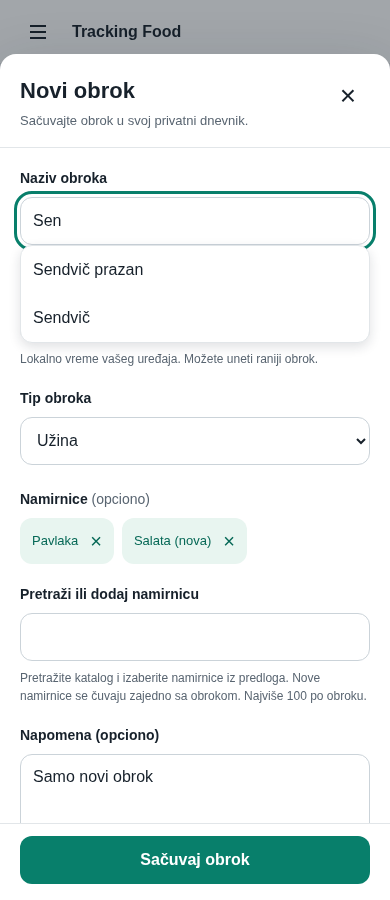 Tracking Food
Novi obrok
Sačuvajte obrok u svoj privatni dnevnik.
Naziv obroka
Sen
Sendvič prazan
Sendvič
Lokalno vreme vašeg uređaja. Možete uneti raniji obrok.
Tip obroka
Užina
Namirnice (opciono)
Pavlaka ✕ Salata (nova) ✕
Pretraži ili dodaj namirnicu
Pretražite katalog i izaberite namirnice iz predloga. Nove
namirnice se čuvaju zajedno sa obrokom. Najviše 100 po obroku.
Napomena (opciono)
Samo novi obrok
Sačuvaj obrok